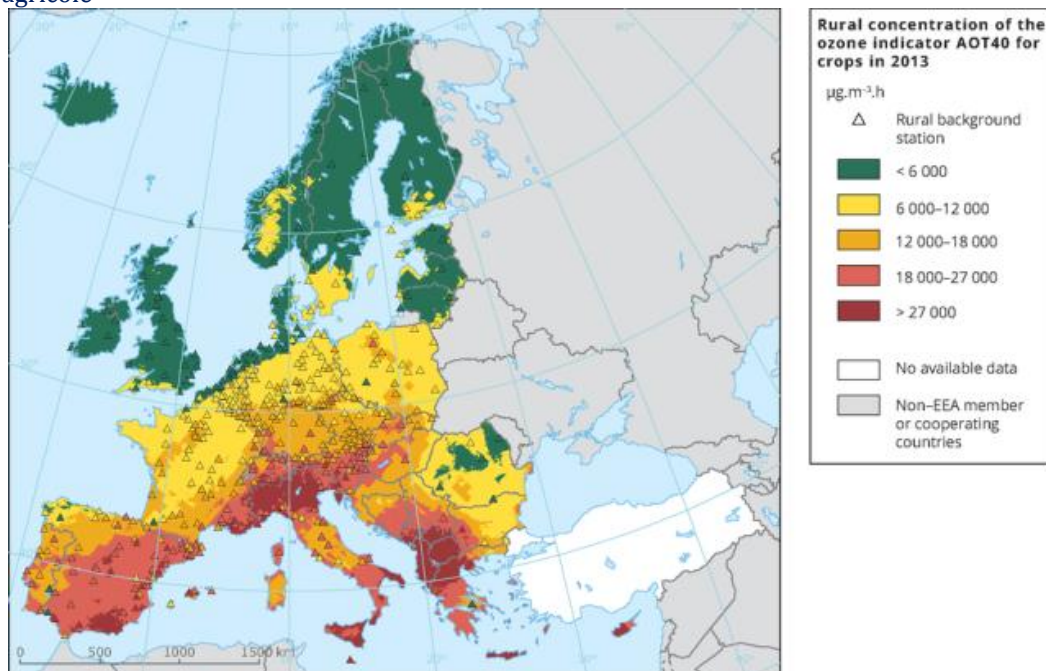 agricole
Rural concentration of the
ozone indicator AOT40 for
crops in 2013
µg.m⁻³.h
Rural background
station
< 6 000
6 000–12 000
12 000–18 000
18 000–27 000
> 27 000
No available data
Non–EEA member
or cooperating
countries
0 500 1000 1500 km